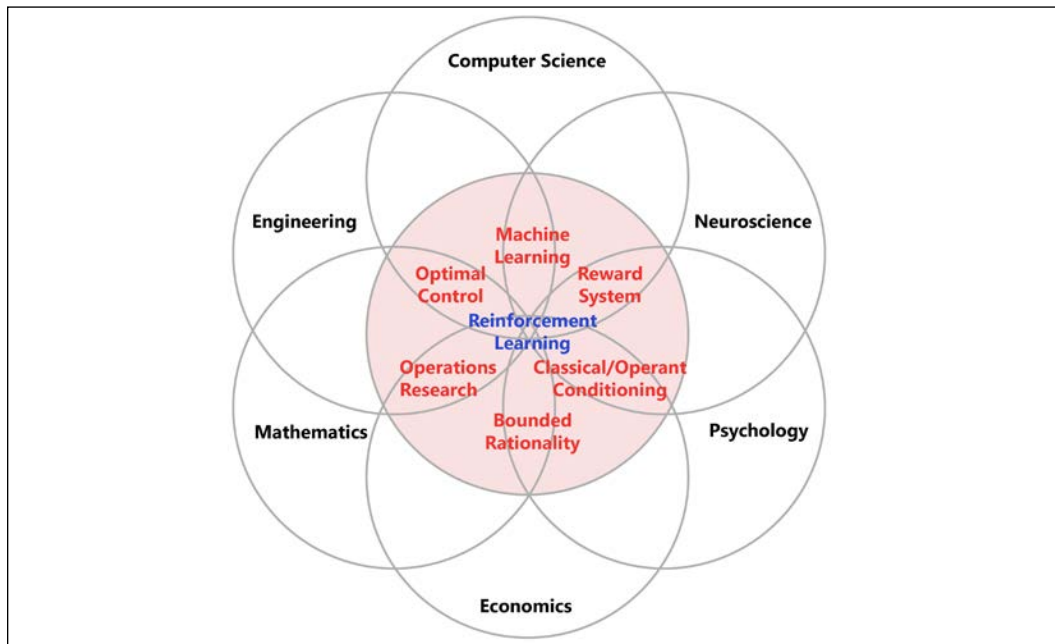 Computer Science
Engineering
Neuroscience
Machine
Learning
Optimal
Control
Reward
System
Reinforcement
Learning
Operations
Research
Classical/Operant
Conditioning
Bounded
Rationality
Mathematics
Psychology
Economics